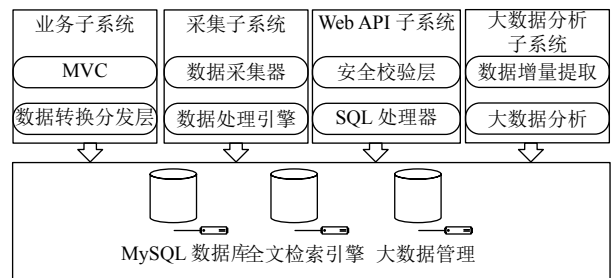 业务子系统
MVC
数据转换分发层
采集子系统
数据采集器
数据处理引擎
Web API 子系统
安全校验层
SQL 处理器
大数据分析
子系统
数据增量提取
大数据分析
MySQL 数据库
全文检索引擎
大数据管理